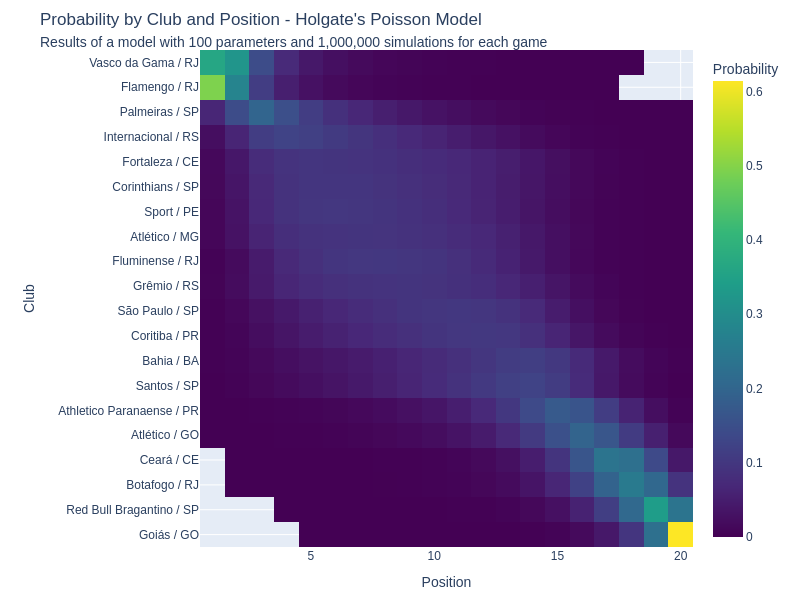 Probability by Club and Position - Holgate's Poisson Model
Results of a model with 100 parameters and 1,000,000 simulations for each game
Probability
Club
Vasco da Gama / RJ
Flamengo / RJ
Palmeiras / SP
Internacional / RS
Fortaleza / CE
Corinthians / SP
Sport / PE
Atlético / MG
Fluminense / RJ
Grêmio / RS
São Paulo / SP
Coritiba / PR
Bahia / BA
Santos / SP
Athletico Paranaense / PR
Atlético / GO
Ceará / CE
Botafogo / RJ
Red Bull Bragantino / SP
Goiás / GO
0.6
0.5
0.4
0.3
0.2
0.1
0
5 10 15 20
Position